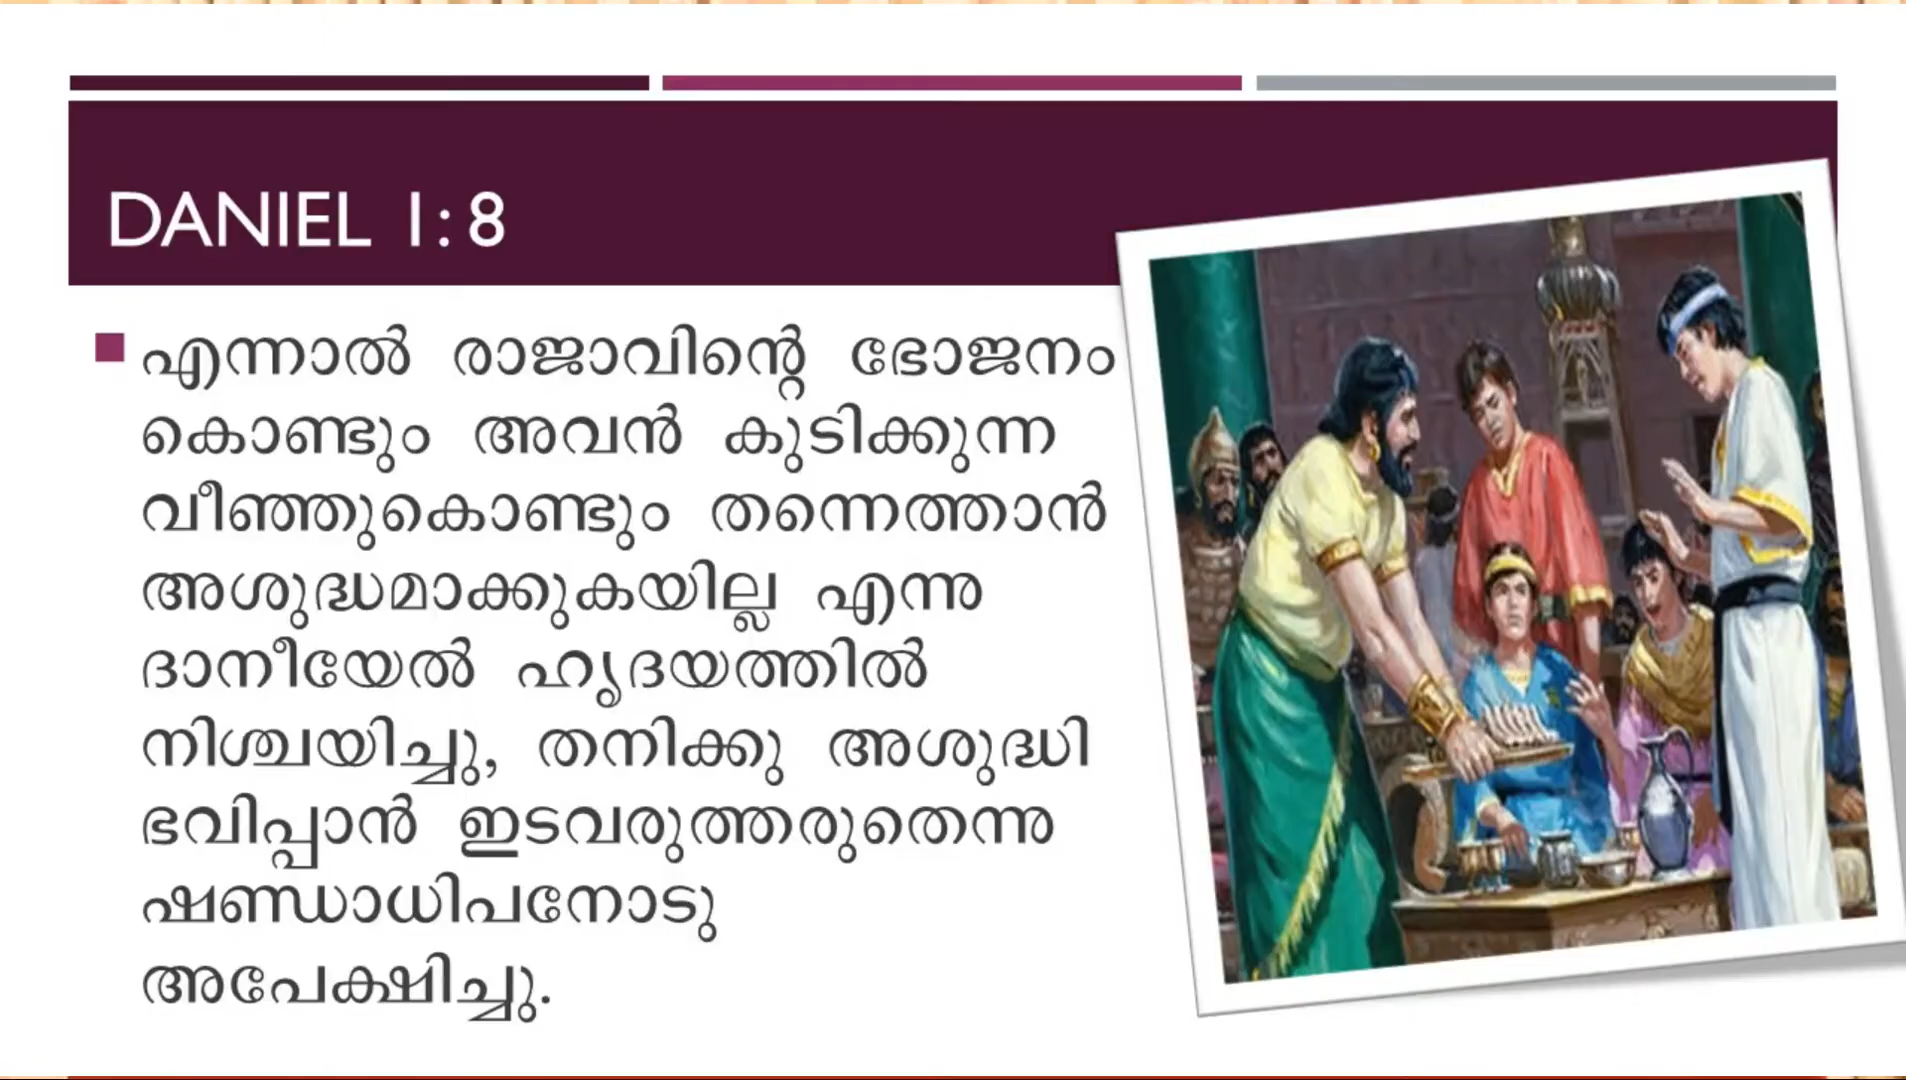 DANIEL 1:8
എന്നാൽ രാജാവിന്റെ ഭോജനം
കൊണ്ടും അവൻ കുടിക്കുന്ന
വീഞ്ഞുകൊണ്ടും തന്നെത്താൻ
അശുദ്ധമാക്കുകയില്ല എന്നു
ദാനീയേൽ ഹൃദയത്തിൽ
നിശ്ചയിച്ചു, തനിക്കു അശുദ്ധി
ഭവിപ്പാൻ ഇടവരുത്തരുതെന്നു
ഷണ്ഡാധിപനോടു
അപേക്ഷിച്ചു.